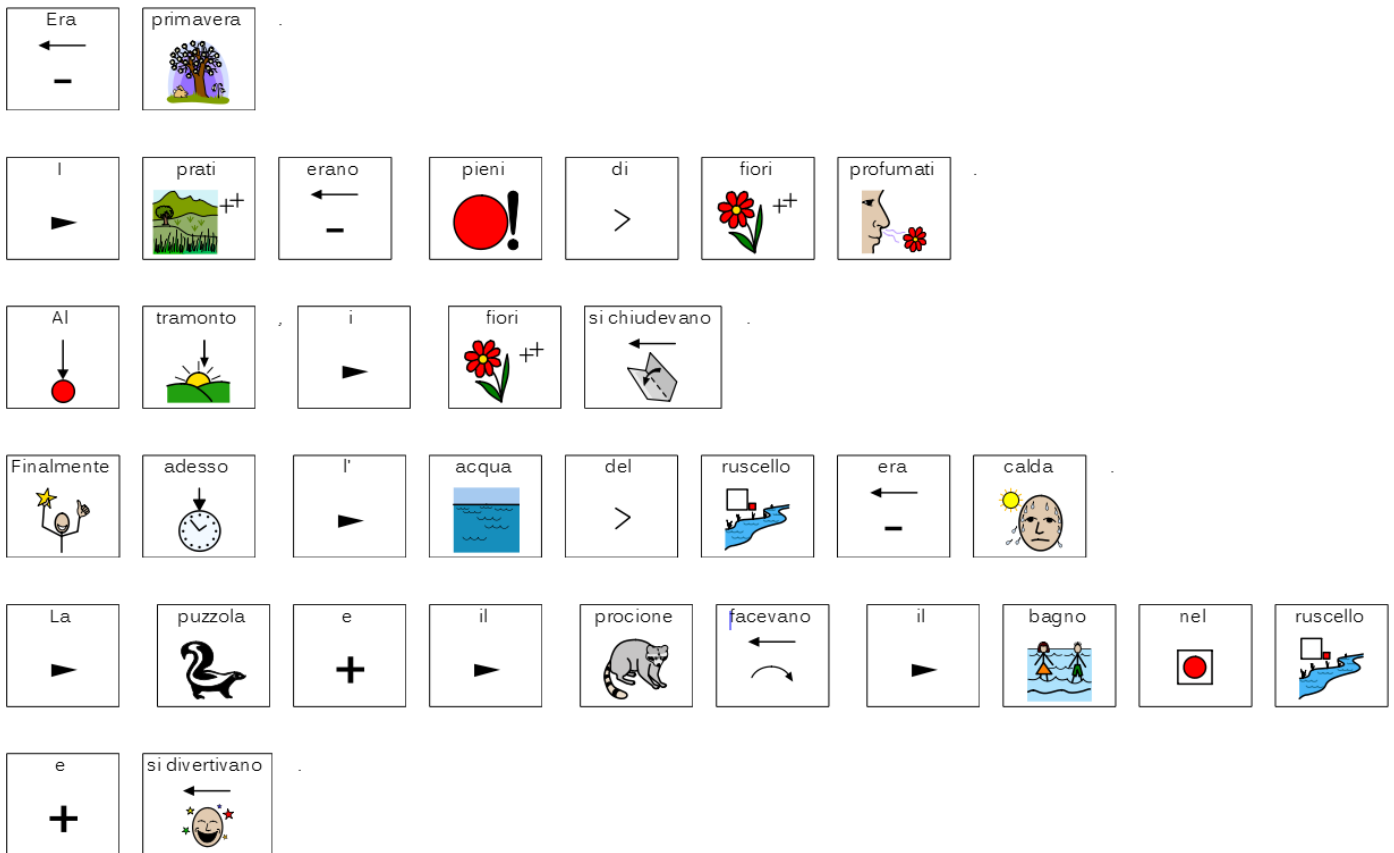 Era primavera .
I prati erano pieni di fiori profumati .
Al tramonto , i fiori si chiudevano .
Finalmente adesso l' acqua del ruscello era calda .
La puzzola e il procione facevano il bagno nel ruscello
e si divertivano .